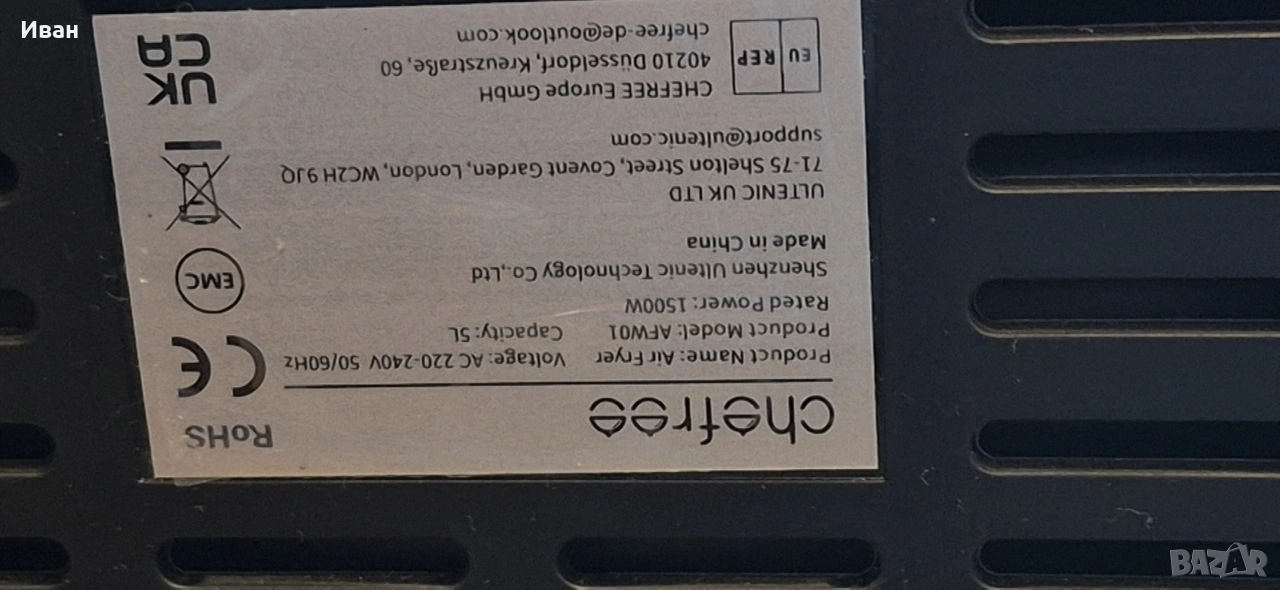 Иван
chefree
RoHS
Product Name: Air Fryer Voltage: AC 220-240V 50/60Hz
Product Model: AFW01 Capacity: 5L
Rated Power: 1500W
CE
Shenzhen Ultenic Technology Co.,Ltd
Made in China
EMC
ULTENIC UK LTD
71-75 Shelton Street, Covent Garden, London, WC2H 9JQ
support@ultenic.com
EU REP
CHEFREE Europe GmbH
40210 Düsseldorf, Kreuzstraße, 60
chefree-de@outlook.com
UK
CA
BAZAR